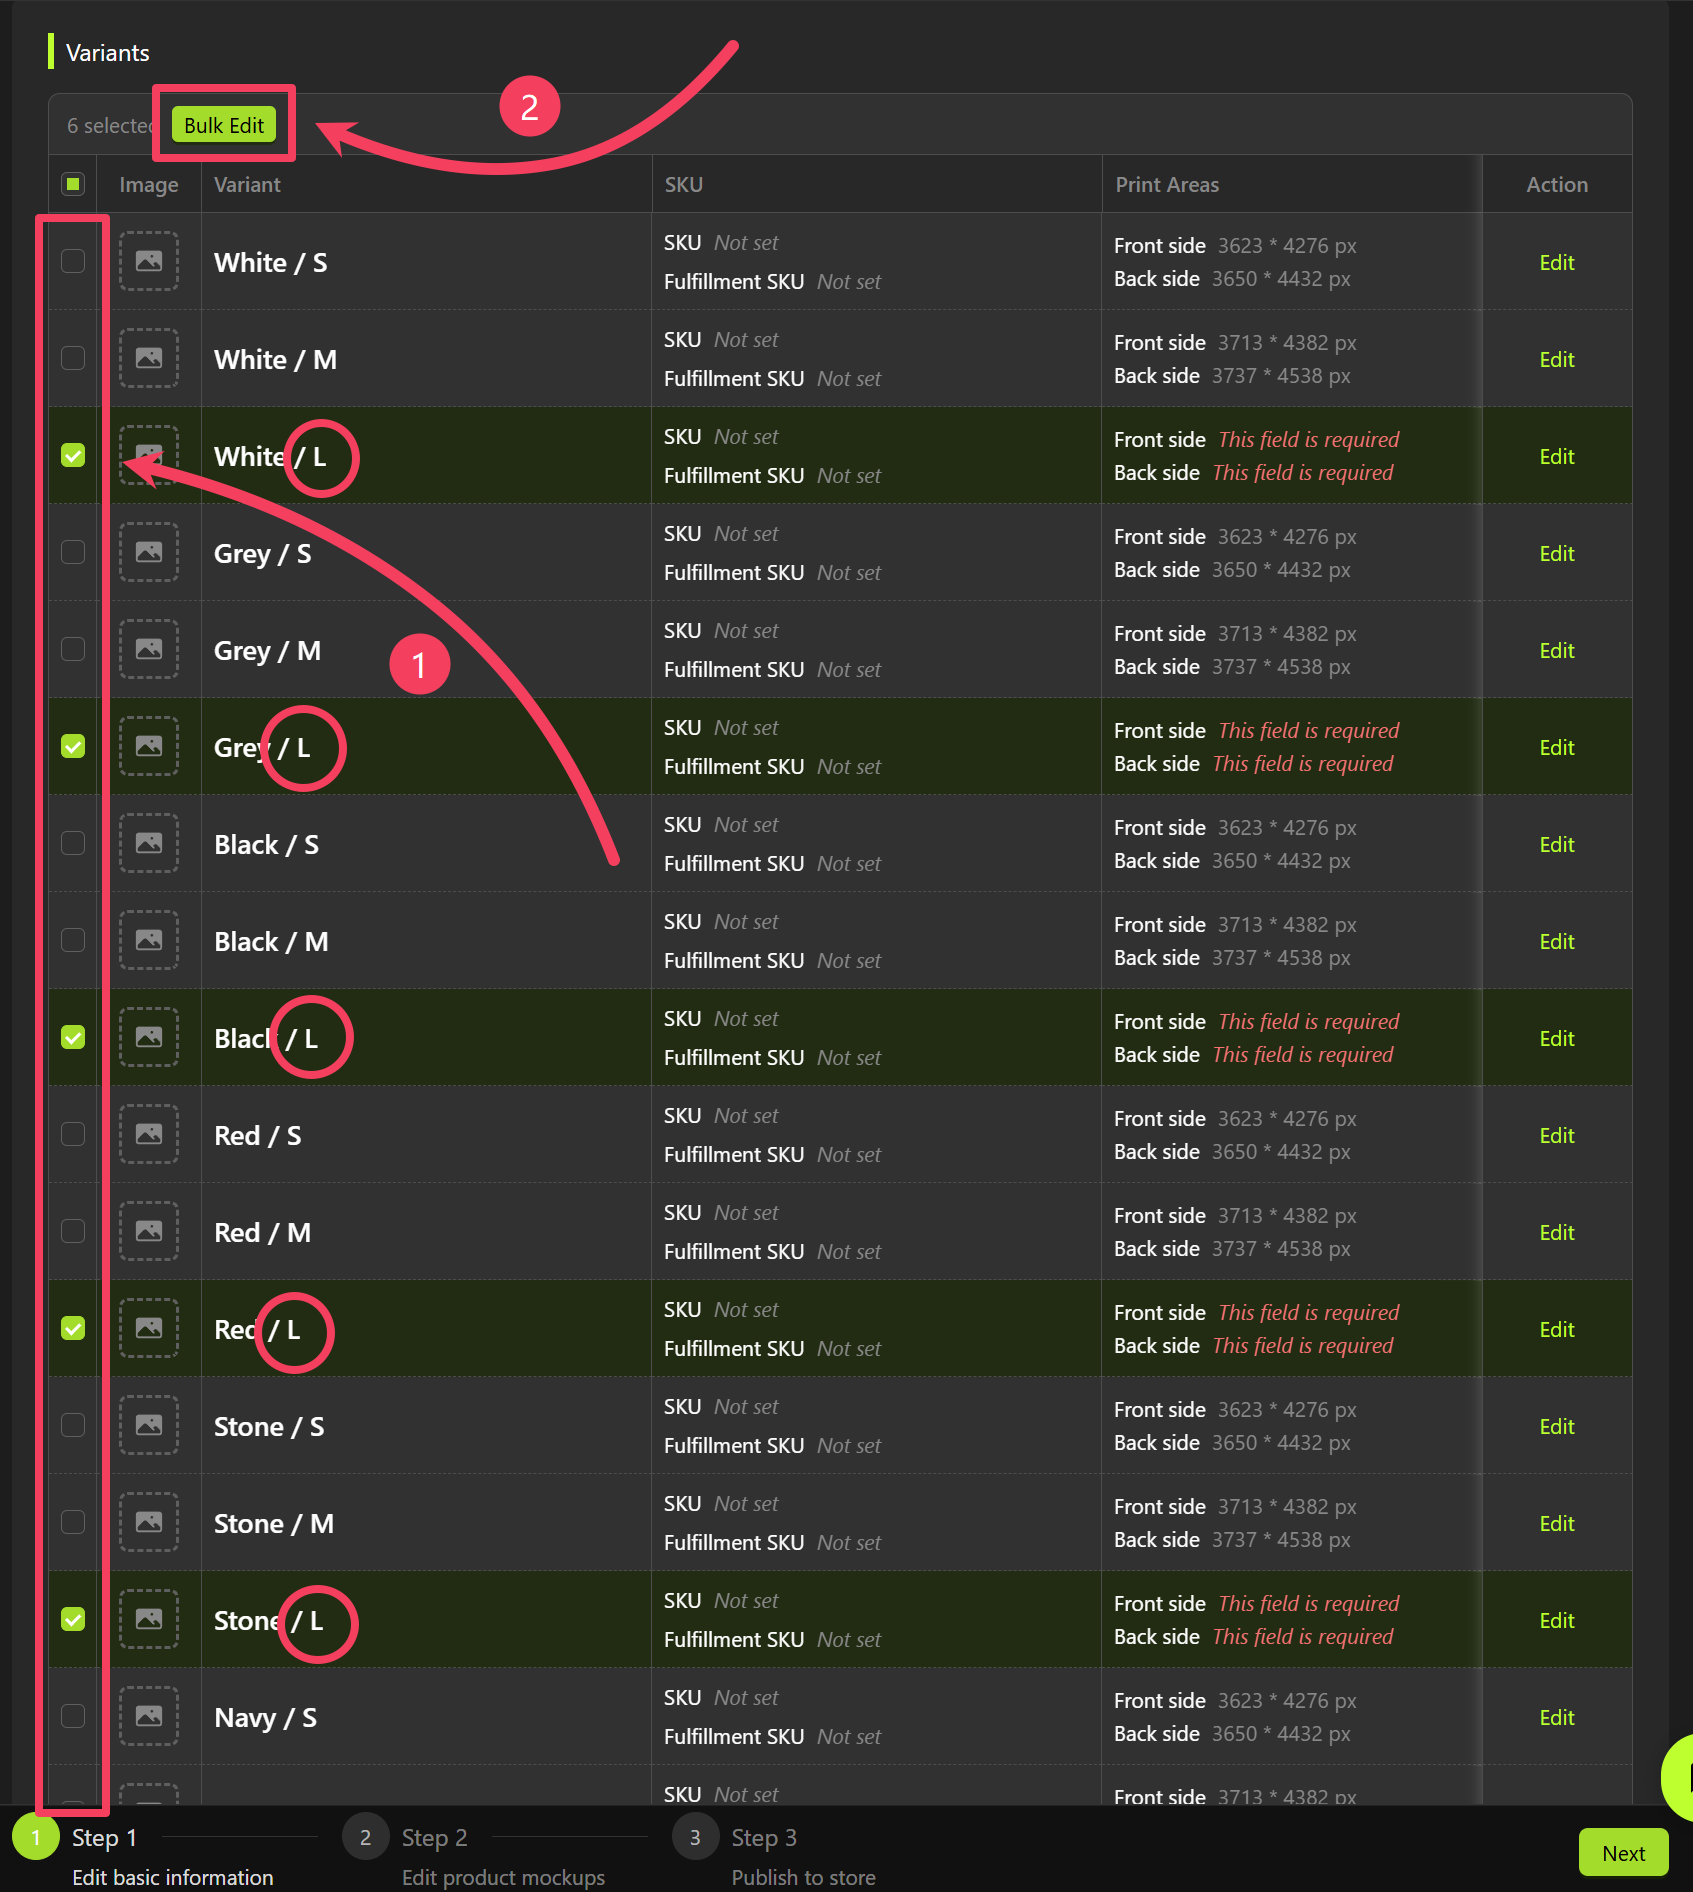 Variants
6 selected Bulk Edit 2
Image Variant SKU Print Areas Action
White / S SKU Not set Front side 3623 * 4276 px Edit
Fulfillment SKU Not set Back side 3650 * 4432 px
White / M SKU Not set Front side 3713 * 4382 px Edit
Fulfillment SKU Not set Back side 3737 * 4538 px
White / L SKU Not set Front side This field is required Edit
Fulfillment SKU Not set Back side This field is required
Grey / S SKU Not set Front side 3623 * 4276 px Edit
Fulfillment SKU Not set Back side 3650 * 4432 px
Grey / M 1 SKU Not set Front side 3713 * 4382 px Edit
Fulfillment SKU Not set Back side 3737 * 4538 px
Grey / L SKU Not set Front side This field is required Edit
Fulfillment SKU Not set Back side This field is required
Black / S SKU Not set Front side 3623 * 4276 px Edit
Fulfillment SKU Not set Back side 3650 * 4432 px
Black / M SKU Not set Front side 3713 * 4382 px Edit
Fulfillment SKU Not set Back side 3737 * 4538 px
Black / L SKU Not set Front side This field is required Edit
Fulfillment SKU Not set Back side This field is required
Red / S SKU Not set Front side 3623 * 4276 px Edit
Fulfillment SKU Not set Back side 3650 * 4432 px
Red / M SKU Not set Front side 3713 * 4382 px Edit
Fulfillment SKU Not set Back side 3737 * 4538 px
Red / L SKU Not set Front side This field is required Edit
Fulfillment SKU Not set Back side This field is required
Stone / S SKU Not set Front side 3623 * 4276 px Edit
Fulfillment SKU Not set Back side 3650 * 4432 px
Stone / M SKU Not set Front side 3713 * 4382 px Edit
Fulfillment SKU Not set Back side 3737 * 4538 px
Stone / L SKU Not set Front side This field is required Edit
Fulfillment SKU Not set Back side This field is required
Navy / S SKU Not set Front side 3623 * 4276 px Edit
Fulfillment SKU Not set Back side 3650 * 4432 px
SKU Not set Front side 3713 * 4382 px
1 Step 1 2 Step 2 3 Step 3
Edit basic information Edit product mockups Publish to store Next